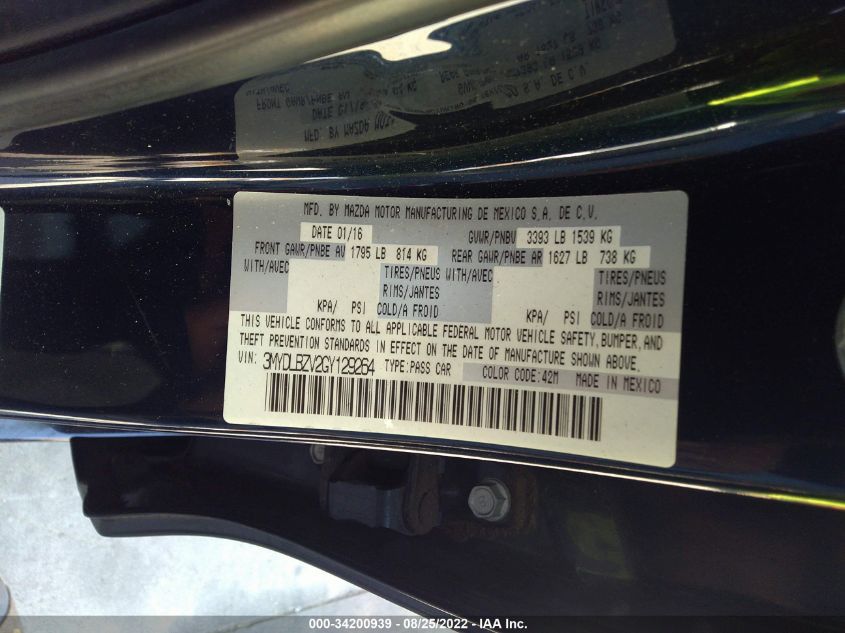 MFD. BY MAZDA MOTOR MANUFACTURING DE MEXICO S.A. DE C.V.
DATE 01/16 GVWR/PNBV 3393 LB 1539 KG
FRONT GAWR/PNBE AV 1795 LB 814 KG REAR GAWR/PNBE AR 1627 LB 738 KG
WITH/AVEC TIRES/PNEUS WITH/AVEC TIRES/PNEUS
RIMS/JANTES RIMS/JANTES
KPA/ PSI COLD/A FROID KPA/ PSI COLD/A FROID
THIS VEHICLE CONFORMS TO ALL APPLICABLE FEDERAL MOTOR VEHICLE SAFETY, BUMPER, AND
THEFT PREVENTION STANDARDS IN EFFECT ON THE DATE OF MANUFACTURE SHOWN ABOVE.
VIN: 3MYDLBZV2GY129264 TYPE:PASS CAR COLOR CODE:42M MADE IN MEXICO
000-34200939 - 08/25/2022 - IAA Inc.